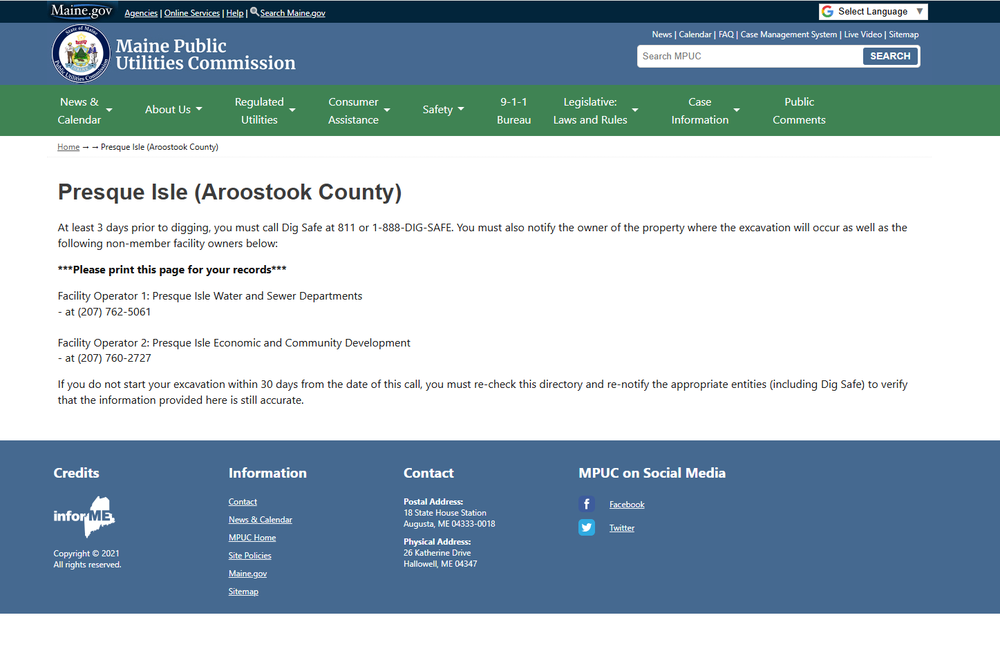 Maine.gov
Agencies | Online Services | Help | Search Maine.gov
Select Language ▼
State of Maine
Public Utilities Commission
Maine Public
Utilities Commission
News | Calendar | FAQ | Case Management System | Live Video | Sitemap
Search MPUC
SEARCH
News &
Calendar
About Us
Regulated
Utilities
Consumer
Assistance
Safety
9-1-1
Bureau
Legislative:
Laws and Rules
Case
Information
Public
Comments
Home → → Presque Isle (Aroostook County)
Presque Isle (Aroostook County)
At least 3 days prior to digging, you must call Dig Safe at 811 or 1-888-DIG-SAFE. You must also notify the owner of the property where the excavation will occur as well as the
following non-member facility owners below:
***Please print this page for your records***
Facility Operator 1: Presque Isle Water and Sewer Departments
- at (207) 762-5061
Facility Operator 2: Presque Isle Economic and Community Development
- at (207) 760-2727
If you do not start your excavation within 30 days from the date of this call, you must re-check this directory and re-notify the appropriate entities (including Dig Safe) to verify
that the information provided here is still accurate.
Credits
inforME
Copyright © 2021
All rights reserved.
Information
Contact
News & Calendar
MPUC Home
Site Policies
Maine.gov
Sitemap
Contact
Postal Address:
18 State House Station
Augusta, ME 04333-0018
Physical Address:
26 Katherine Drive
Hallowell, ME 04347
MPUC on Social Media
Facebook
Twitter